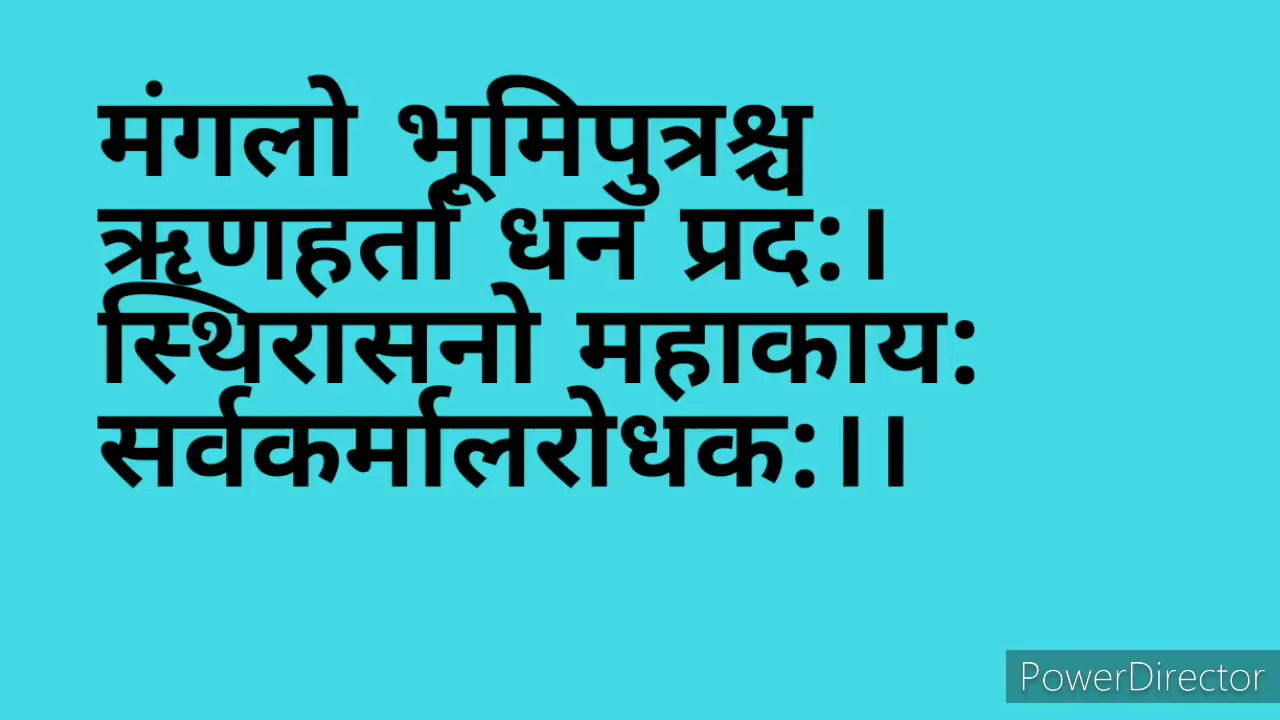 मंगलो भूमिपुत्रश्च
ऋणहर्ता धन प्रद:।
स्थिरासनो महाकाय:
सर्वकर्मालरोधक:।।
PowerDirector